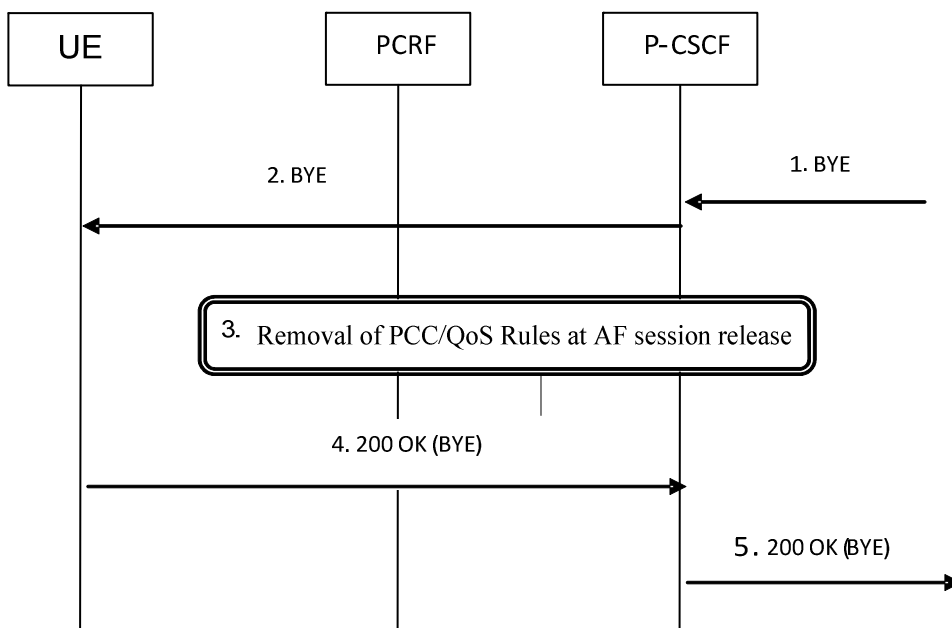 UE
PCRF
P-CSCF
1. BYE
2. BYE
3. Removal of PCC/QoS Rules at AF session release
4. 200 OK (BYE)
5. 200 OK (BYE)